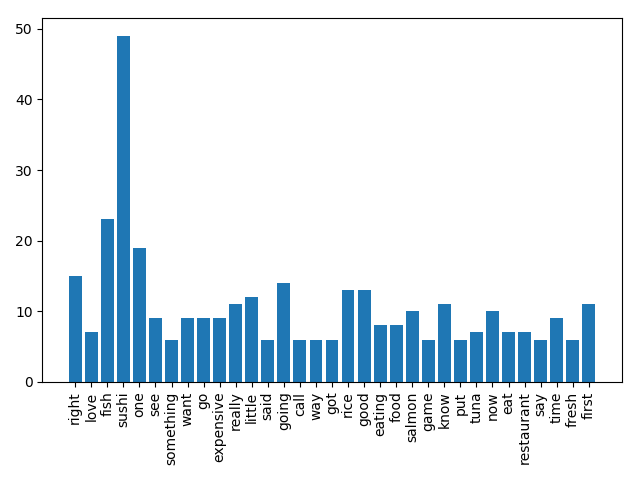 50
40
30
20
10
0
right
love
fish
sushi
one
see
something
want
go
expensive
really
little
said
going
call
way
got
rice
good
eating
food
salmon
game
know
put
tuna
now
eat
restaurant
say
time
fresh
first